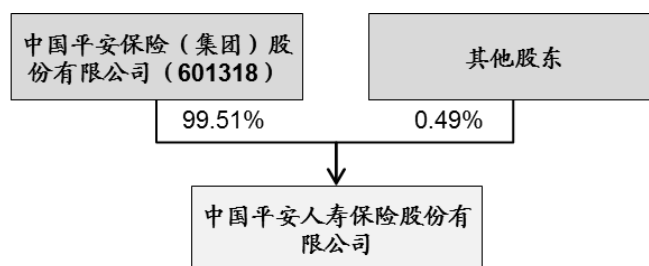 中国平安保险（集团）股
份有限公司（601318）
其他股东
99.51%
0.49%
中国平安人寿保险股份有
限公司